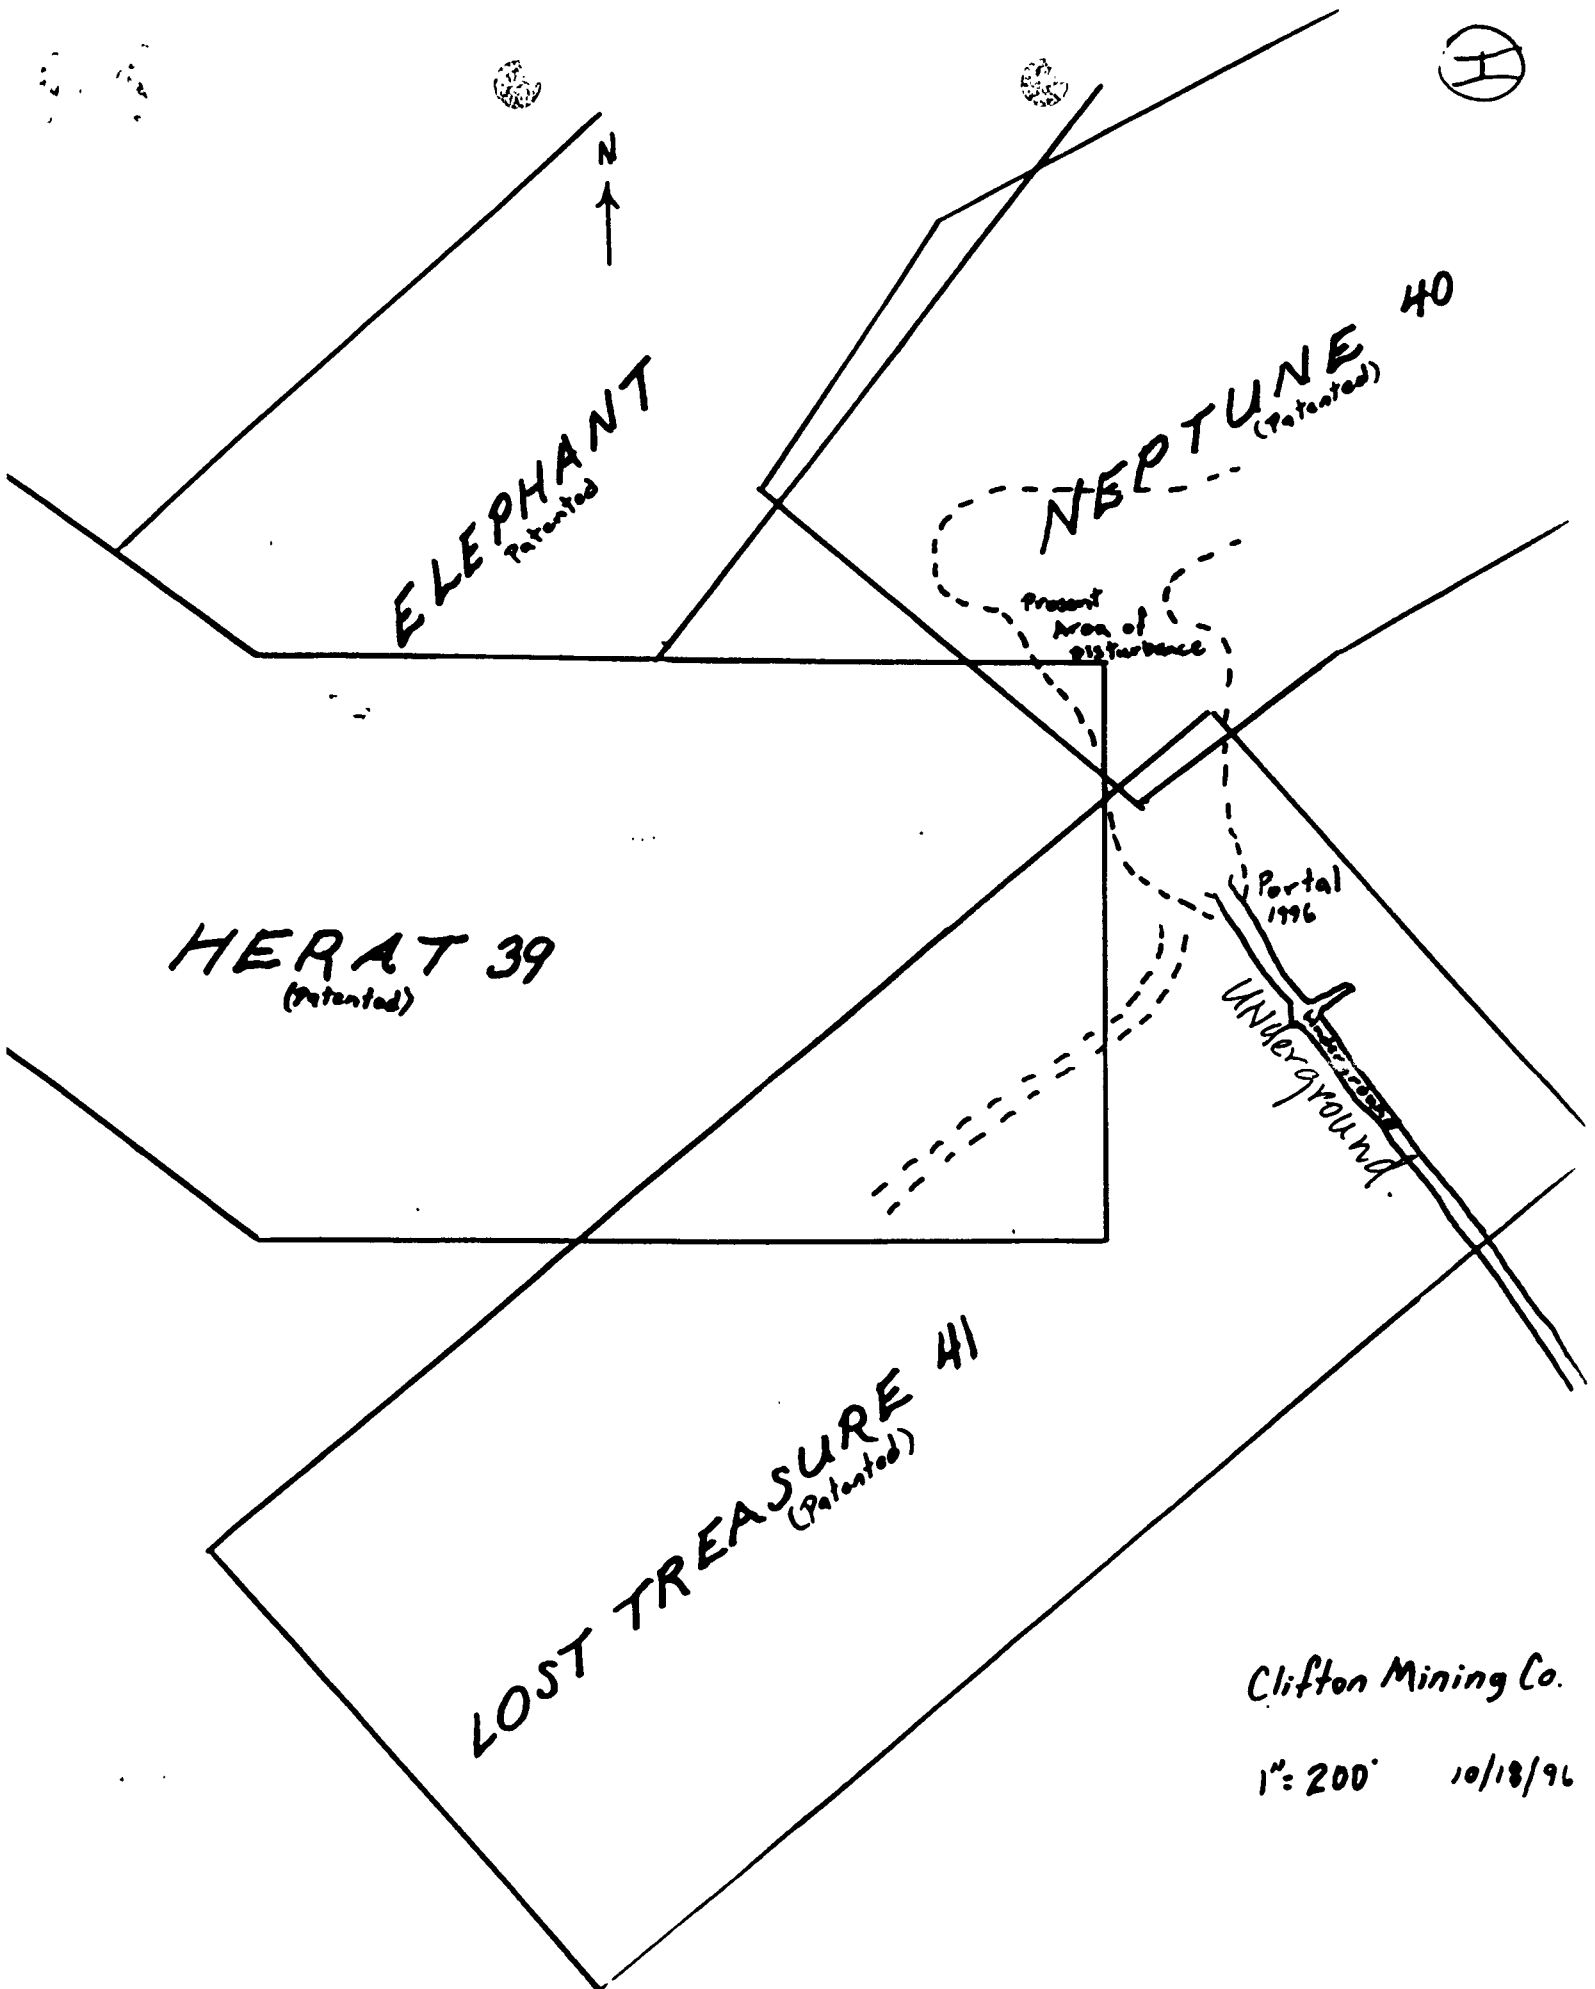 I
N
40
NEPTUNE
(Patented)
ELEPHANT
Patented
Present
Area of
Disturbance
Portal
1996
HERAT 39
(Patented)
Underground
Underground.
LOST TREASURE 41
(Patented)
Clifton Mining Co.
1": 200' 10/18/96